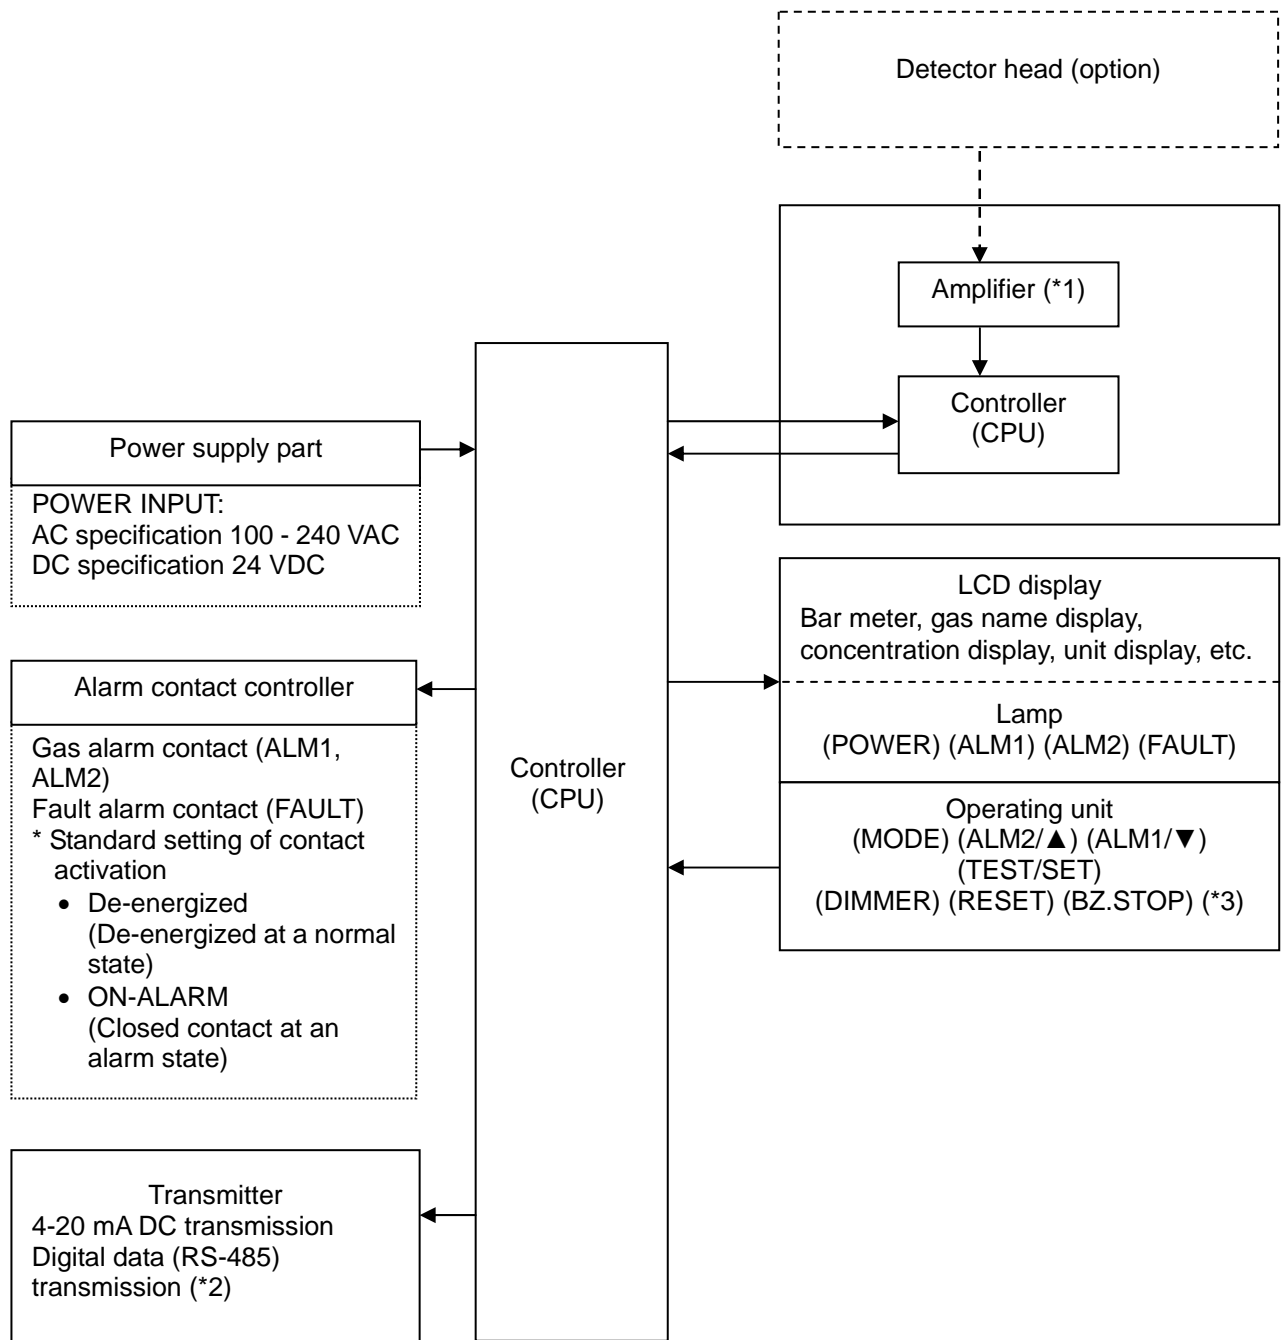 Detector head (option)
Amplifier (*1)
Controller
(CPU)
Power supply part
POWER INPUT:
AC specification 100 - 240 VAC
DC specification 24 VDC
LCD display
Bar meter, gas name display,
concentration display, unit display, etc.
Lamp
(POWER) (ALM1) (ALM2) (FAULT)
Alarm contact controller
Gas alarm contact (ALM1,
ALM2)
Fault alarm contact (FAULT)
* Standard setting of contact
activation
• De-energized
(De-energized at a normal
state)
• ON-ALARM
(Closed contact at an
alarm state)
Controller
(CPU)
Operating unit
(MODE) (ALM2/▲) (ALM1/▼)
(TEST/SET)
(DIMMER) (RESET) (BZ.STOP) (*3)
Transmitter
4-20 mA DC transmission
Digital data (RS-485)
transmission (*2)